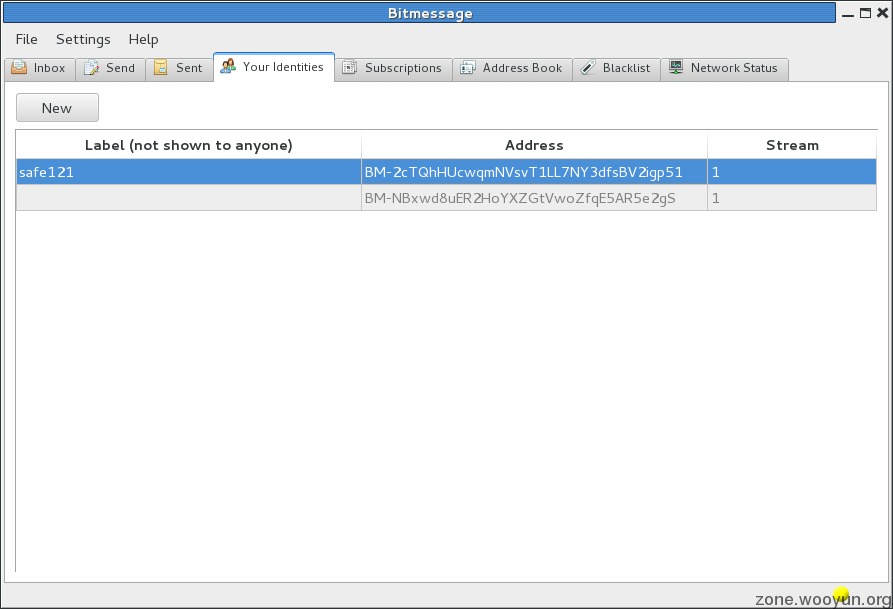 Bitmessage
File Settings Help
Inbox Send Sent Your Identities Subscriptions Address Book Blacklist Network Status
New
Label (not shown to anyone) Address Stream
safe121 BM-2cTQhHUcwqmNVsvT1LL7NY3dfsBV2igp51 1
BM-NBxwd8uER2HoYXZGtVwoZfqE5AR5e2gS 1
zone.wooyun.org